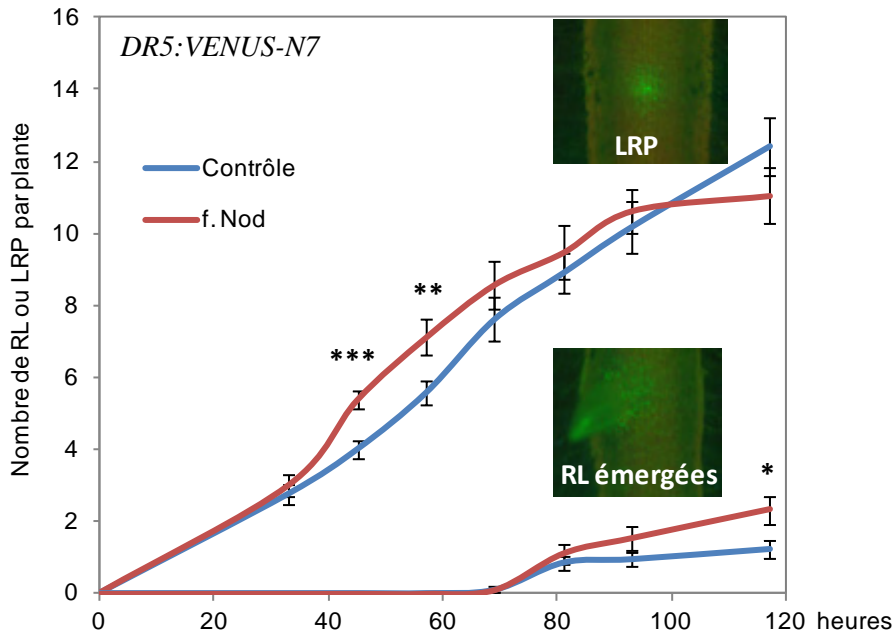 DR5:VENUS-N7
Nombre de RL ou LRP par plante
16
14
12
10
8
6
4
2
0
Contrôle
f. Nod
LRP
***
**
RL émergées
*
0 20 40 60 80 100 120 heures